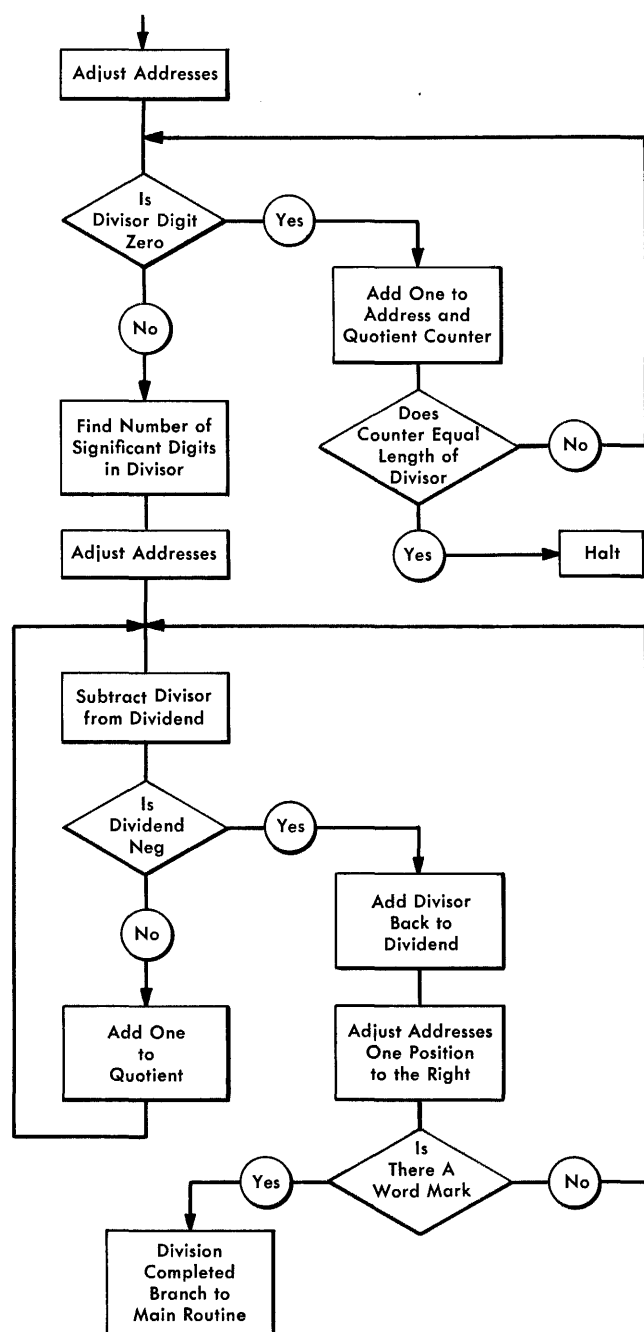 Adjust Addresses
Is
Divisor Digit
Zero
Yes
No
Add One to
Address and
Quotient Counter
Find Number of
Significant Digits
in Divisor
Does
Counter Equal
Length of
Divisor
No
Adjust Addresses
Yes
Halt
Subtract Divisor
from Dividend
Is
Dividend
Neg
Yes
No
Add Divisor
Back to
Dividend
Add One
to
Quotient
Adjust Addresses
One Position
to the Right
Is
There A
Word Mark
Yes
No
Division
Completed
Branch to
Main Routine